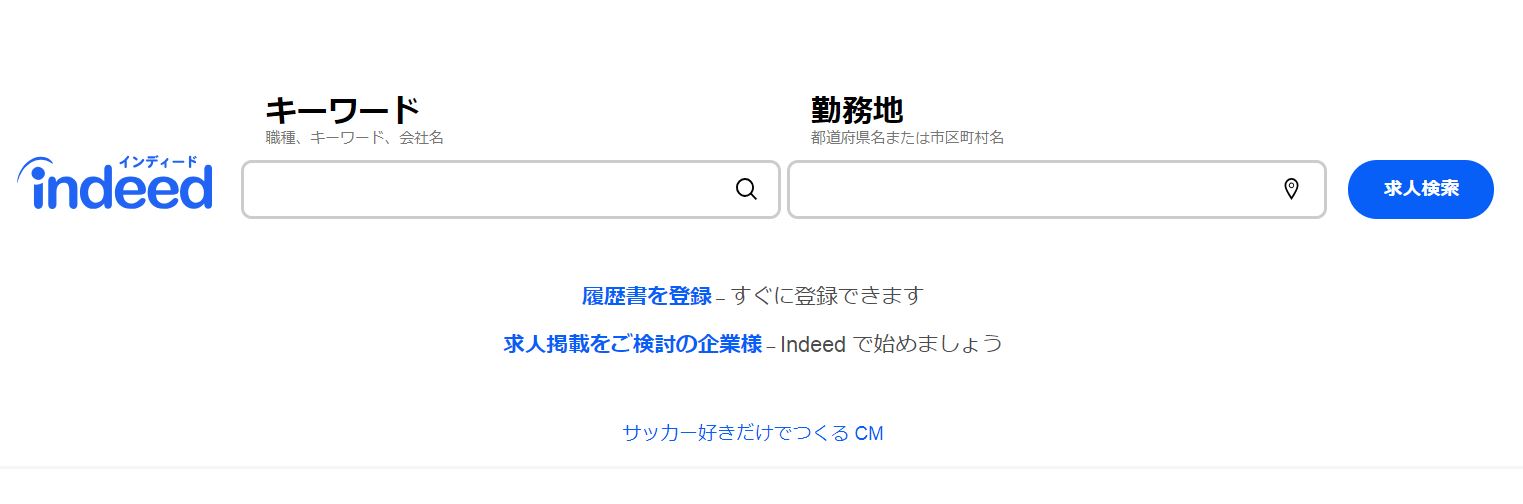 キーワード
職種、キーワード、会社名
勤務地
都道府県名または市区町村名
インディード
indeed
求人検索
履歴書を登録 – すぐに登録できます
求人掲載をご検討の企業様 – Indeed で始めましょう
サッカー好きだけでつくる CM